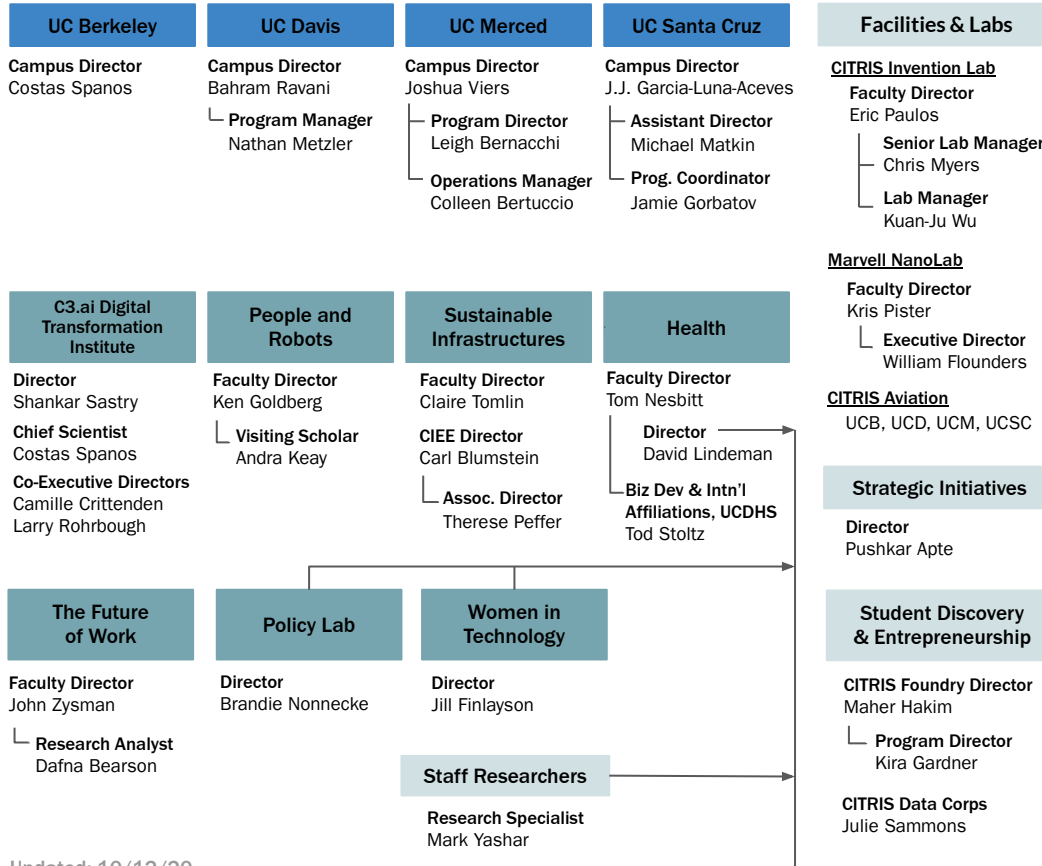 UC Berkeley
Campus Director
Costas Spanos
UC Davis
Campus Director
Bahram Ravani
Program Manager
Nathan Metzler
UC Merced
Campus Director
Joshua Viers
Program Director
Leigh Bernacchi
Operations Manager
Colleen Bertuccio
UC Santa Cruz
Campus Director
J.J. Garcia-Luna-Aceves
Assistant Director
Michael Matkin
Prog. Coordinator
Jamie Gorbatov
Facilities & Labs
CITRIS Invention Lab
Faculty Director
Eric Paulos
Senior Lab Manager
Chris Myers
Lab Manager
Kuan-Ju Wu
Marvell NanoLab
Faculty Director
Kris Pister
Executive Director
William Flounders
CITRIS Aviation
UCB, UCD, UCM, UCSC
C3.ai Digital
Transformation
Institute
Director
Shankar Sastry
Chief Scientist
Costas Spanos
Co-Executive Directors
Camille Crittenden
Larry Rohrbough
People and
Robots
Faculty Director
Ken Goldberg
Visiting Scholar
Andra Keay
Sustainable
Infrastructures
Faculty Director
Claire Tomlin
CIEE Director
Carl Blumstein
Assoc. Director
Therese Peffer
Health
Faculty Director
Tom Nesbitt
Director
David Lindeman
Biz Dev & Intn'l
Affiliations, UCDHS
Tod Stoltz
Strategic Initiatives
Director
Pushkar Apte
The Future
of Work
Faculty Director
John Zysman
Research Analyst
Dafna Bearson
Policy Lab
Director
Brandie Nonnecke
Women in
Technology
Director
Jill Finlayson
Student Discovery
& Entrepreneurship
CITRIS Foundry Director
Maher Hakim
Program Director
Kira Gardner
CITRIS Data Corps
Julie Sammons
Staff Researchers
Research Specialist
Mark Yashar
Updated: